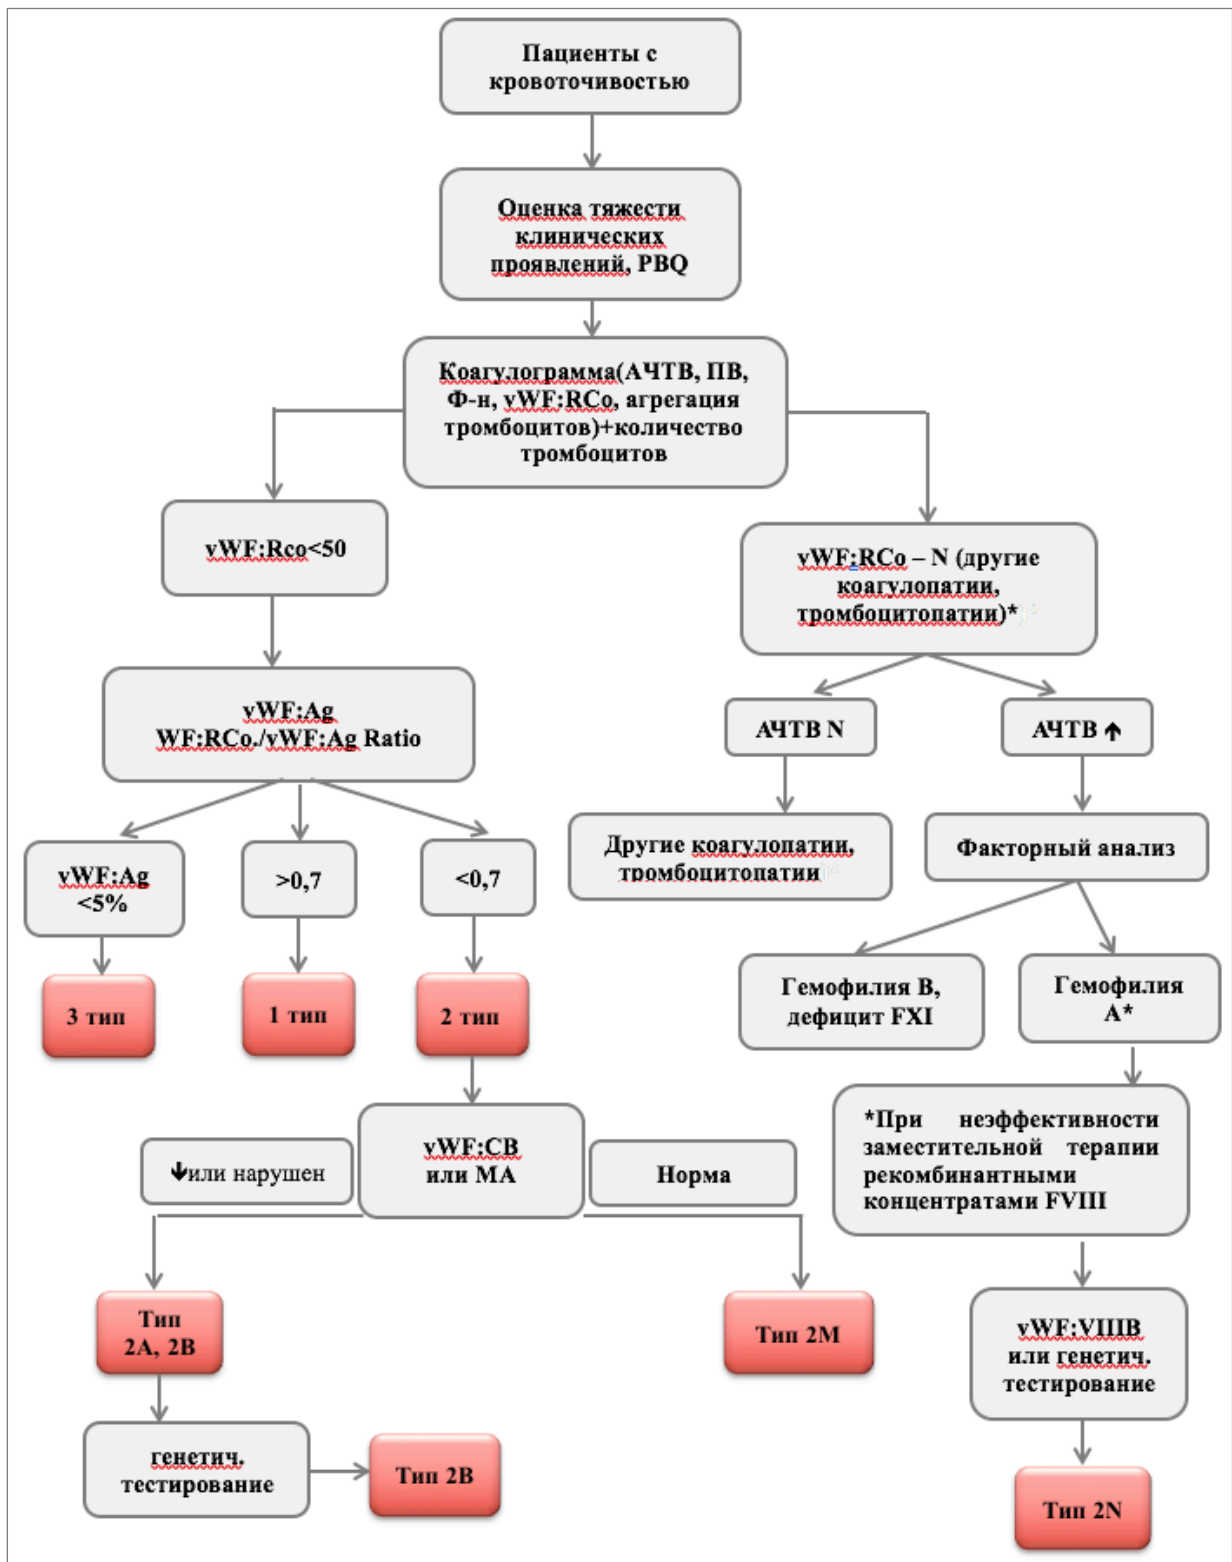 Пациенты с
кровоточивостью
Оценка тяжести
клинических
проявлений, PBQ
Коагулограмма(АЧТВ, ПВ,
Ф-н, vWF:RCo, агрегация
тромбоцитов)+количество
тромбоцитов
vWF:Rco<50
vWF:RCo – N (другие
коагулопатии,
тромбоцитопатии)*
vWF:Ag
WF:RCo./vWF:Ag Ratio
АЧТВ N
АЧТВ ↑
vWF:Ag
<5%
>0,7
<0,7
Другие коагулопатии,
тромбоцитопатии
Факторный анализ
3 тип
1 тип
2 тип
Гемофилия В,
дефицит FXI
Гемофилия
А*
↓или нарушен
vWF:CB
или МА
Норма
*При неэффективности
заместительной терапии
рекомбинантными
концентратами FVIII
Тип
2А, 2В
Тип 2М
vWF:VIIIB
или генетич.
тестирование
генетич.
тестирование
Тип 2В
Тип 2N